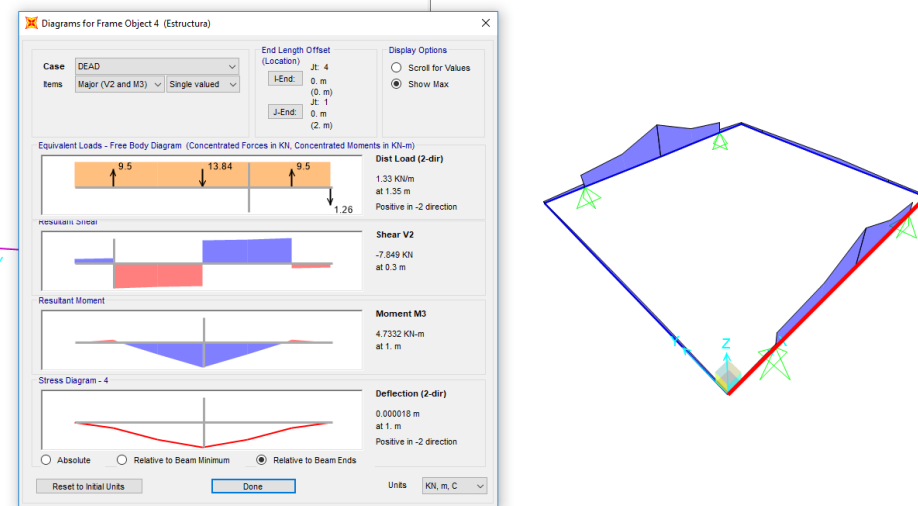 Diagrams for Frame Object 4 (Estructura)
Case DEAD
Items Major (V2 and M3) Single valued
End Length Offset
(Location)
Jt: 4
I-End: 0. m
(0. m)
Jt: 1
J-End: 0. m
(2. m)
Display Options
Scroll for Values
Show Max
Equivalent Loads - Free Body Diagram (Concentrated Forces in KN, Concentrated Moments in KN-m)
9.5 13.84 9.5
1.26
Dist Load (2-dir)
1.33 KN/m
at 1.35 m
Positive in -2 direction
Resultant Shear
Shear V2
-7.849 KN
at 0.3 m
Resultant Moment
Moment M3
4.7332 KN-m
at 1. m
Stress Diagram - 4
Deflection (2-dir)
0.000018 m
at 1. m
Positive in -2 direction
Absolute Relative to Beam Minimum Relative to Beam Ends
Reset to Initial Units Done Units KN, m, C
Z